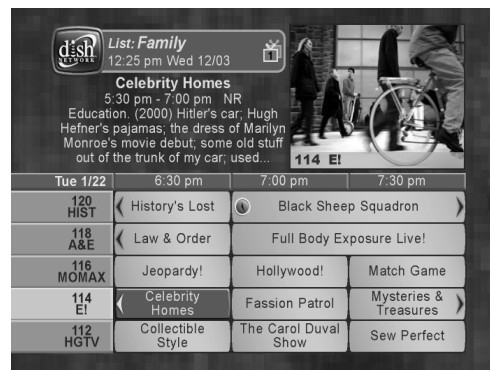 dish
NETWORK
List: Family
12:25 pm Wed 12/03
1
Celebrity Homes
5:30 pm - 7:00 pm NR
Education. (2000) Hitler's car; Hugh
Hefner's pajamas; the dress of Marilyn
Monroe's movie debut; some old stuff
out of the trunk of my car; used...
114 E!
Tue 1/22 6:30 pm 7:00 pm 7:30 pm
120 HIST History's Lost Black Sheep Squadron
118 A&E Law & Order Full Body Exposure Live!
116 MOMAX Jeopardy! Hollywood! Match Game
114 E! Celebrity Homes Fassion Patrol Mysteries & Treasures
112 HGTV Collectible Style The Carol Duval Show Sew Perfect